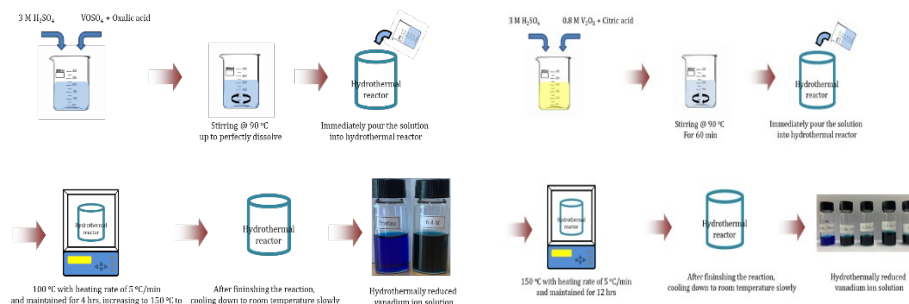 3 M H₂SO₄
VOSO₄ + Oxalic acid
Hydrothermal
reactor
Stirring @ 90 ℃
up to perfectly dissolve
Immediately pour the solution
into hydrothermal reactor
3 M H₂SO₄
0.8 M V₂O₅ + Citric acid
Hydrothermal
reactor
Stirring @ 90 ℃
For 60 min
Immediately pour the solution
into hydrothermal reactor
Hydrothermal
reactor
100 ℃ with heating rate of 5 ℃/min
and maintained for 4 hrs, increasing to 150 ℃ to
Hydrothermal
reactor
After fininshing the reaction,
cooling down to room temperature slowly
Hydrothermally reduced
vanadium ion solution
Hydrothermal
reactor
150 ℃ with heating rate of 5 ℃/min
and maintained for 12 hrs
Hydrothermal
reactor
After fininshing the reaction,
cooling down to room temperature slowly
Hydrothermally reduced
vanadium ion solution